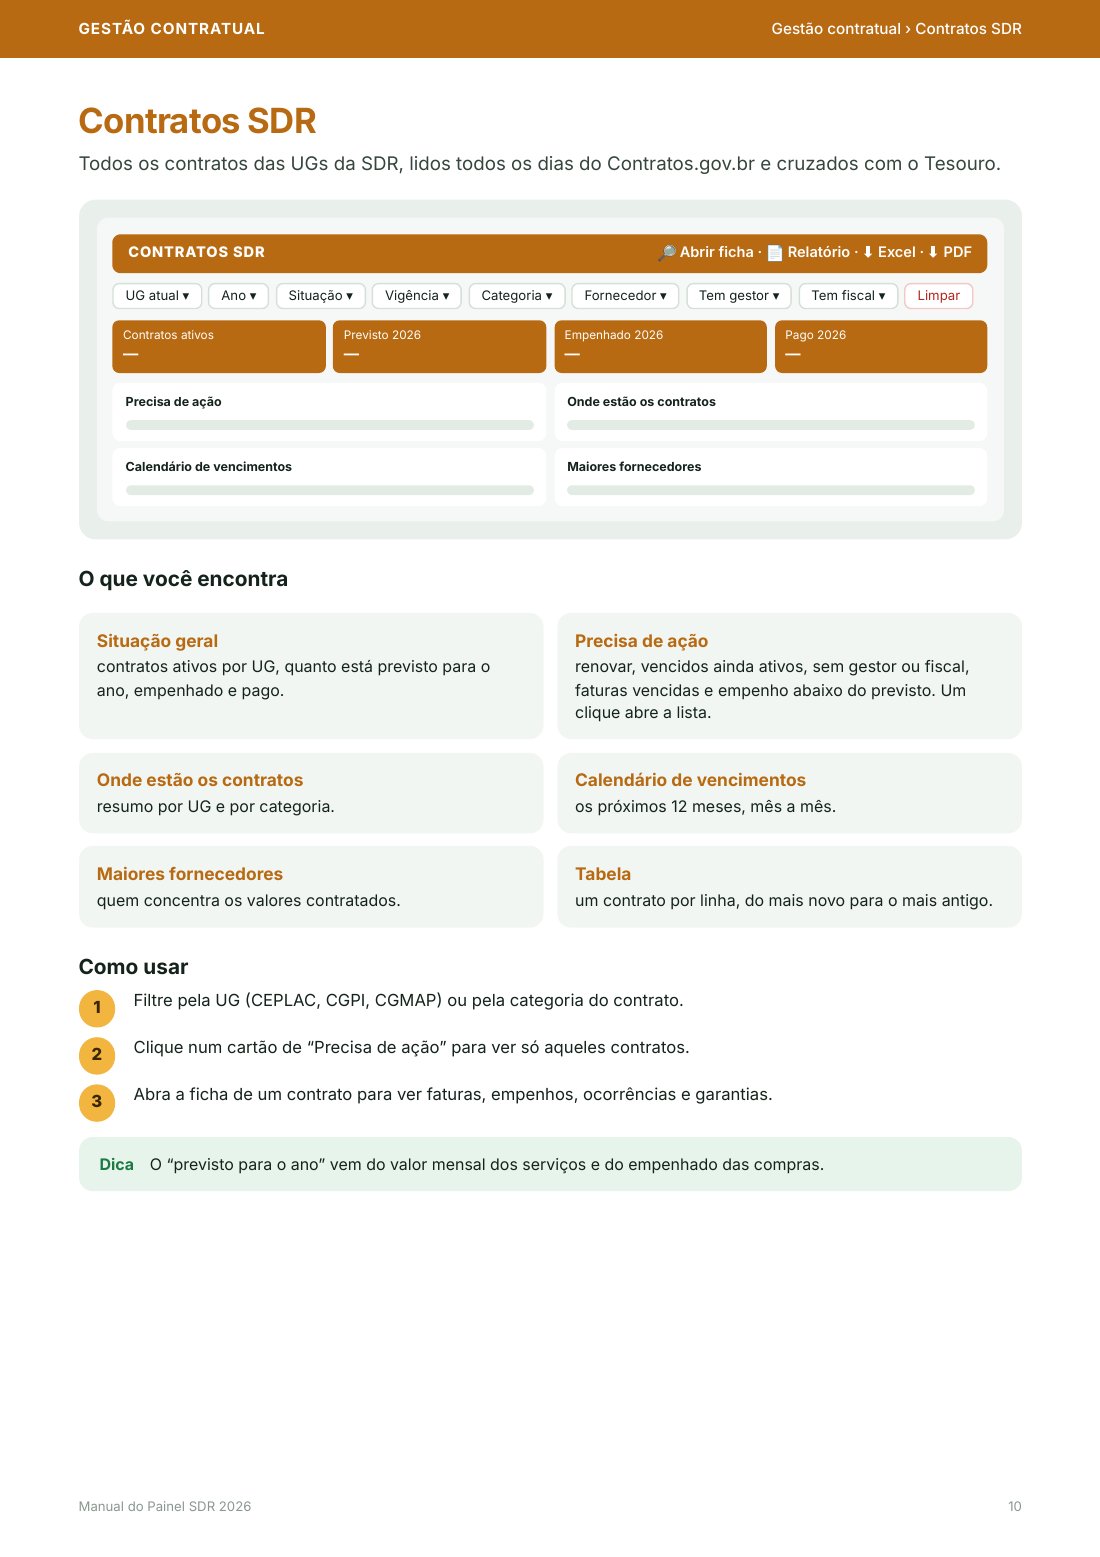 GESTÃO CONTRATUAL
Gestão contratual › Contratos SDR
Contratos SDR
Todos os contratos das UGs da SDR, lidos todos os dias do Contratos.gov.br e cruzados com o Tesouro.
CONTRATOS SDR
🔎 Abrir ficha · 📄 Relatório · ⬇ Excel · ⬇ PDF
UG atual ▾ Ano ▾ Situação ▾ Vigência ▾ Categoria ▾ Fornecedor ▾ Tem gestor ▾ Tem fiscal ▾ Limpar
Contratos ativos
—
Previsto 2026
—
Empenhado 2026
—
Pago 2026
—
Precisa de ação
Onde estão os contratos
Calendário de vencimentos
Maiores fornecedores
O que você encontra
Situação geral
contratos ativos por UG, quanto está previsto para o
ano, empenhado e pago.
Precisa de ação
renovar, vencidos ainda ativos, sem gestor ou fiscal,
faturas vencidas e empenho abaixo do previsto. Um
clique abre a lista.
Onde estão os contratos
resumo por UG e por categoria.
Calendário de vencimentos
os próximos 12 meses, mês a mês.
Maiores fornecedores
quem concentra os valores contratados.
Tabela
um contrato por linha, do mais novo para o mais antigo.
Como usar
1 Filtre pela UG (CEPLAC, CGPI, CGMAP) ou pela categoria do contrato.
2 Clique num cartão de “Precisa de ação” para ver só aqueles contratos.
3 Abra a ficha de um contrato para ver faturas, empenhos, ocorrências e garantias.
Dica O “previsto para o ano” vem do valor mensal dos serviços e do empenhado das compras.
Manual do Painel SDR 2026
10